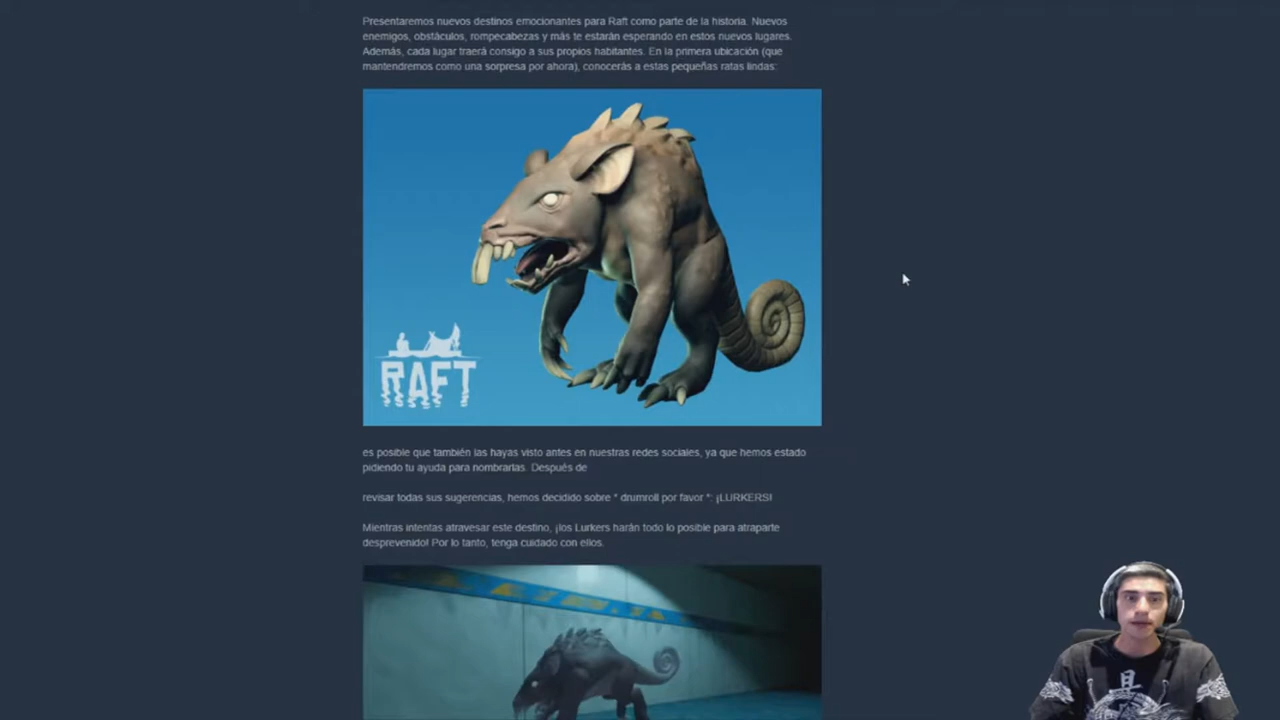 Presentaremos nuevos destinos emocionantes para Raft como parte de la historia. Nuevos
enemigos, obstáculos, rompecabezas y más te estarán esperando en estos nuevos lugares.
Además, cada lugar traerá consigo a sus propios habitantes. En la primera ubicación (que
mantendremos como una sorpresa por ahora), conocerás a estas pequeñas ratas lindas:
RAFT
es posible que también las hayas visto antes en nuestras redes sociales, ya que hemos estado
pidiendo tu ayuda para nombrarlas. Después de
revisar todas sus sugerencias, hemos decidido sobre * drumroll por favor *: ¡LURKERS!
Mientras intentas atravesar este destino, ¡los Lurkers harán todo lo posible para atraparte
desprevenido! Por lo tanto, tenga cuidado con ellos.